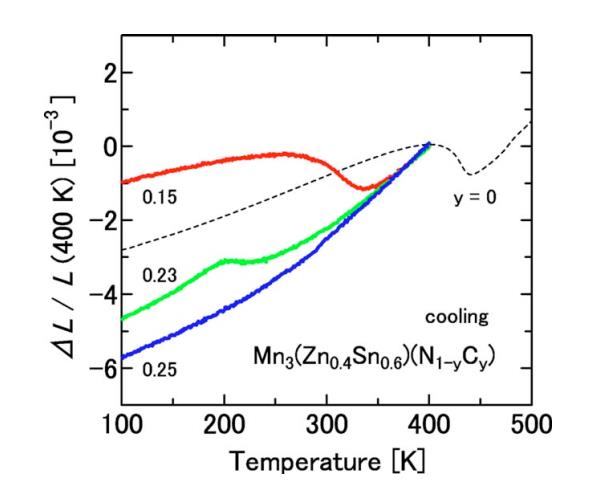 2
0
−2
−4
−6
ΔL / L(400 K) [10⁻³]
0.15
y = 0
0.23
cooling
Mn₃(Zn₀.₄Sn₀.₆)(N₁₋yCy)
0.25
100 200 300 400 500
Temperature [K]